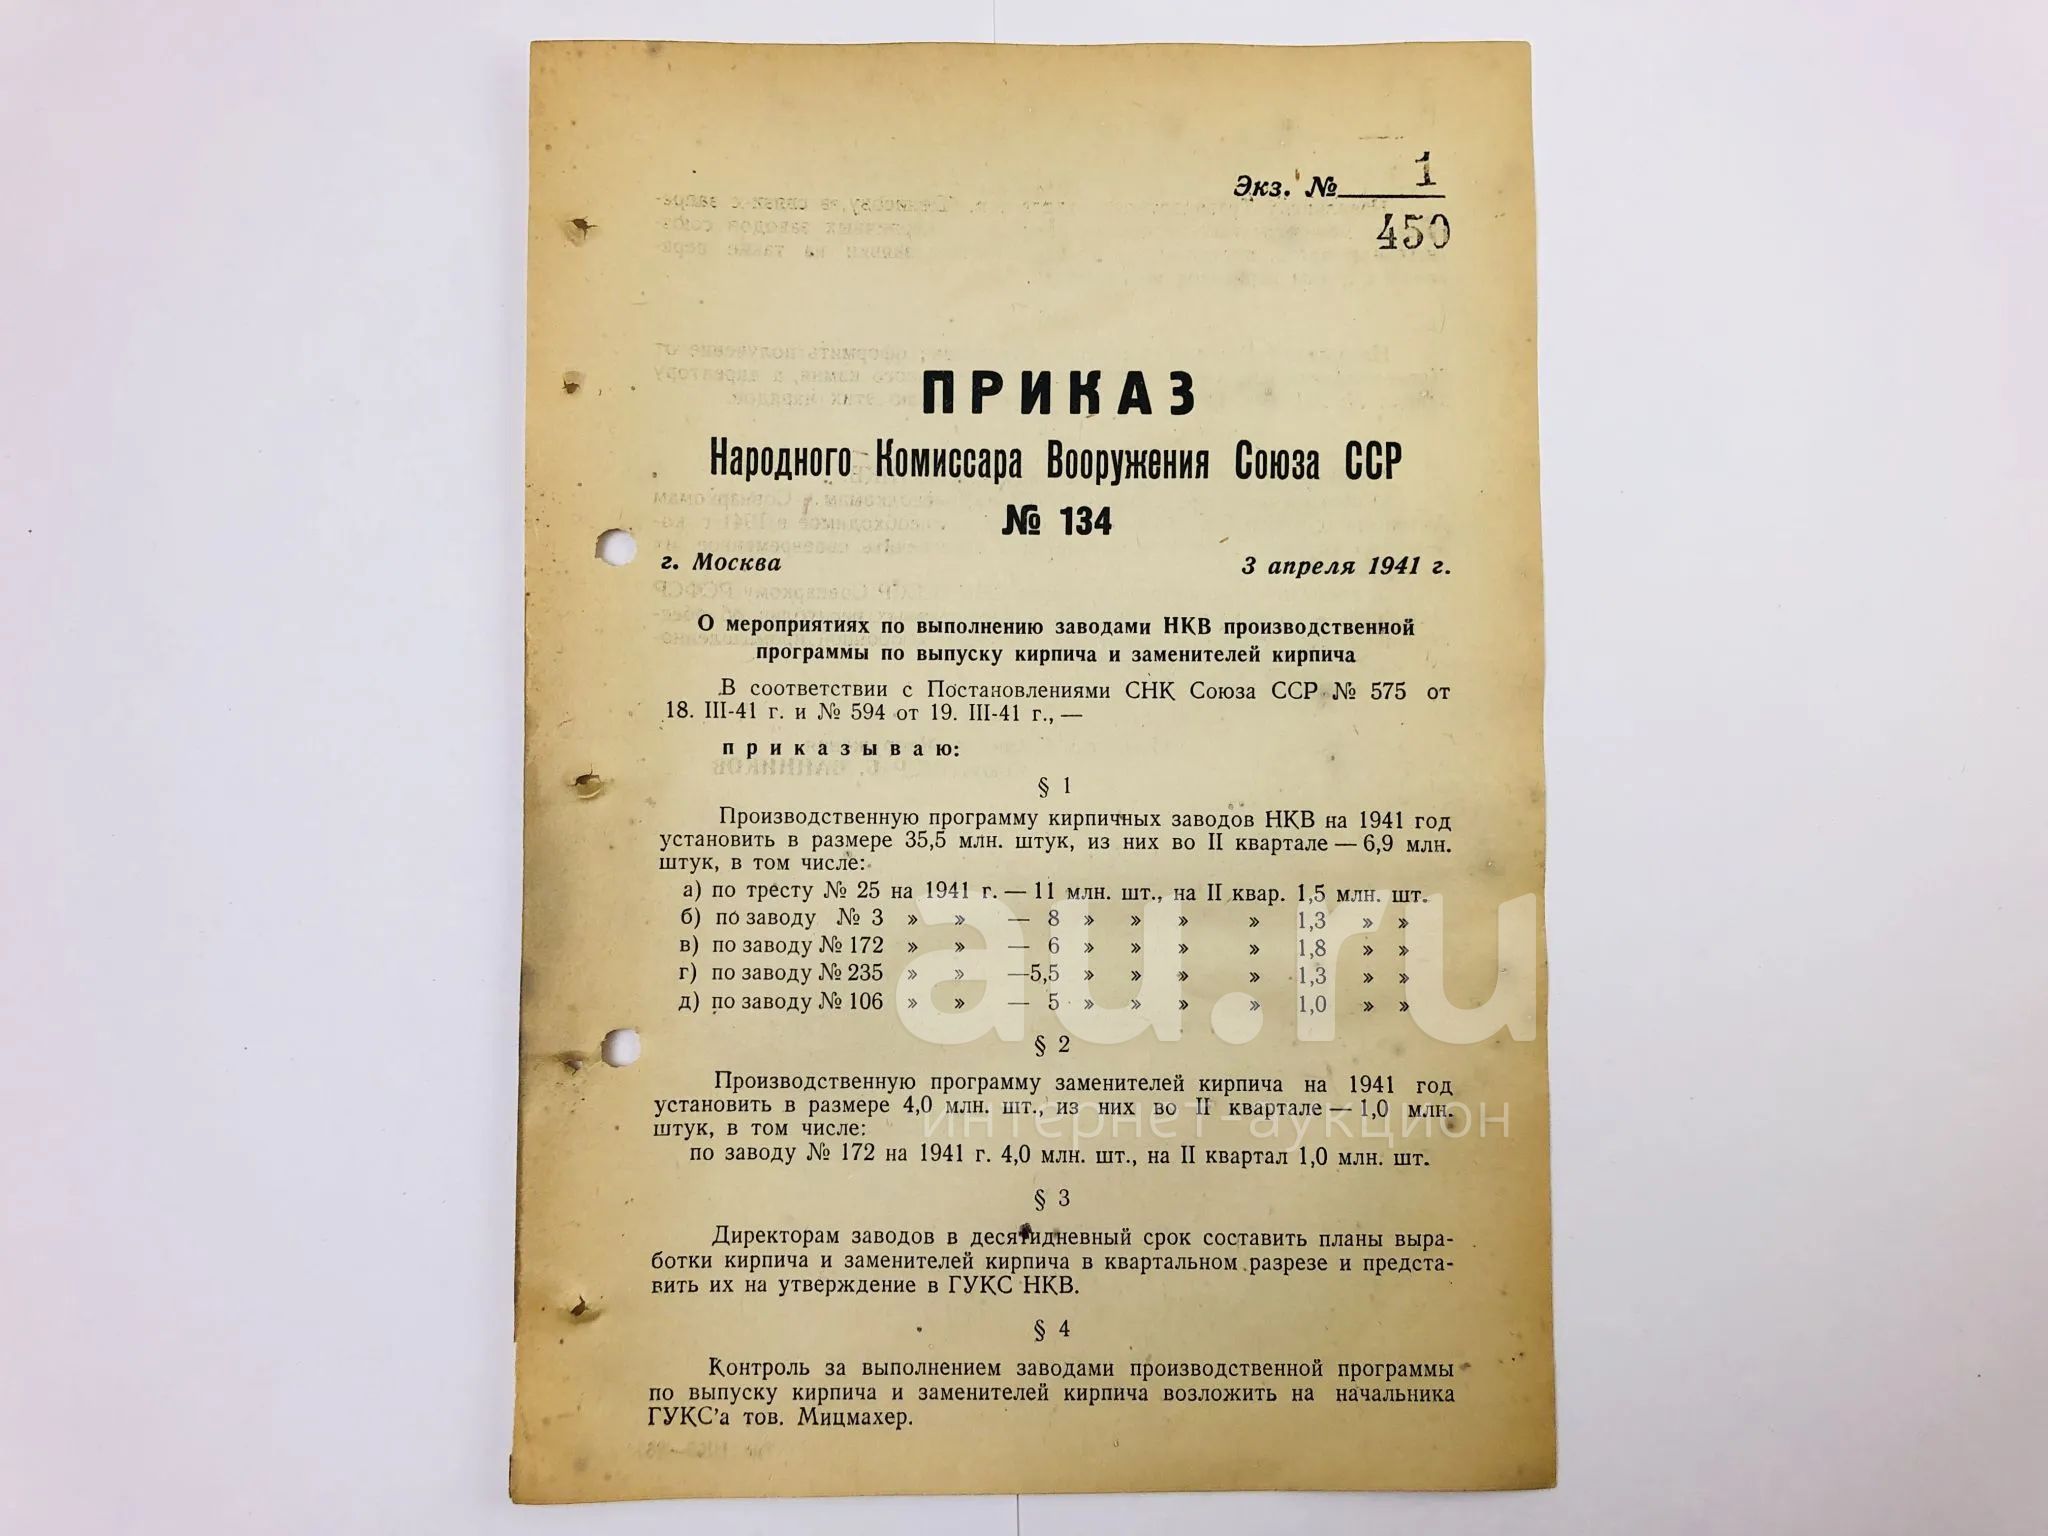 Экз. № 1
450
ПРИКАЗ
Народного Комиссара Вооружения Союза ССР
№ 134
г. Москва 3 апреля 1941 г.
О мероприятиях по выполнению заводами НКВ производственной
программы по выпуску кирпича и заменителей кирпича
В соответствии с Постановлениями СНК Союза ССР № 575 от
18. III-41 г. и № 594 от 19. III-41 г., —
приказываю:
§ 1
Производственную программу кирпичных заводов НКВ на 1941 год
установить в размере 35,5 млн. штук, из них во II квартале — 6,9 млн.
штук, в том числе:
а) по тресту № 25 на 1941 г. — 11 млн. шт., на II квар. 1,5 млн. шт.
б) по заводу № 3 » » — 8 » » » » 1,3 » »
в) по заводу № 172 » » — 6 » » » » 1,8 » »
г) по заводу № 235 » » —5,5 » » » » 1,3 » »
д) по заводу № 106 » » — 5 » » » » 1,0 » »
au.ru
§ 2
Производственную программу заменителей кирпича на 1941 год
установить в размере 4,0 млн. шт., из них во II квартале — 1,0 млн.
интернет-аукцион
штук, в том числе:
по заводу № 172 на 1941 г. 4,0 млн. шт., на II квартал 1,0 млн. шт.
§ 3
Директорам заводов в десятидневный срок составить планы выра-
ботки кирпича и заменителей кирпича в квартальном разрезе и предста-
вить их на утверждение в ГУКС НКВ.
§ 4
Контроль за выполнением заводами производственной программы
по выпуску кирпича и заменителей кирпича возложить на начальника
ГУКС'а тов. Мицмахер.